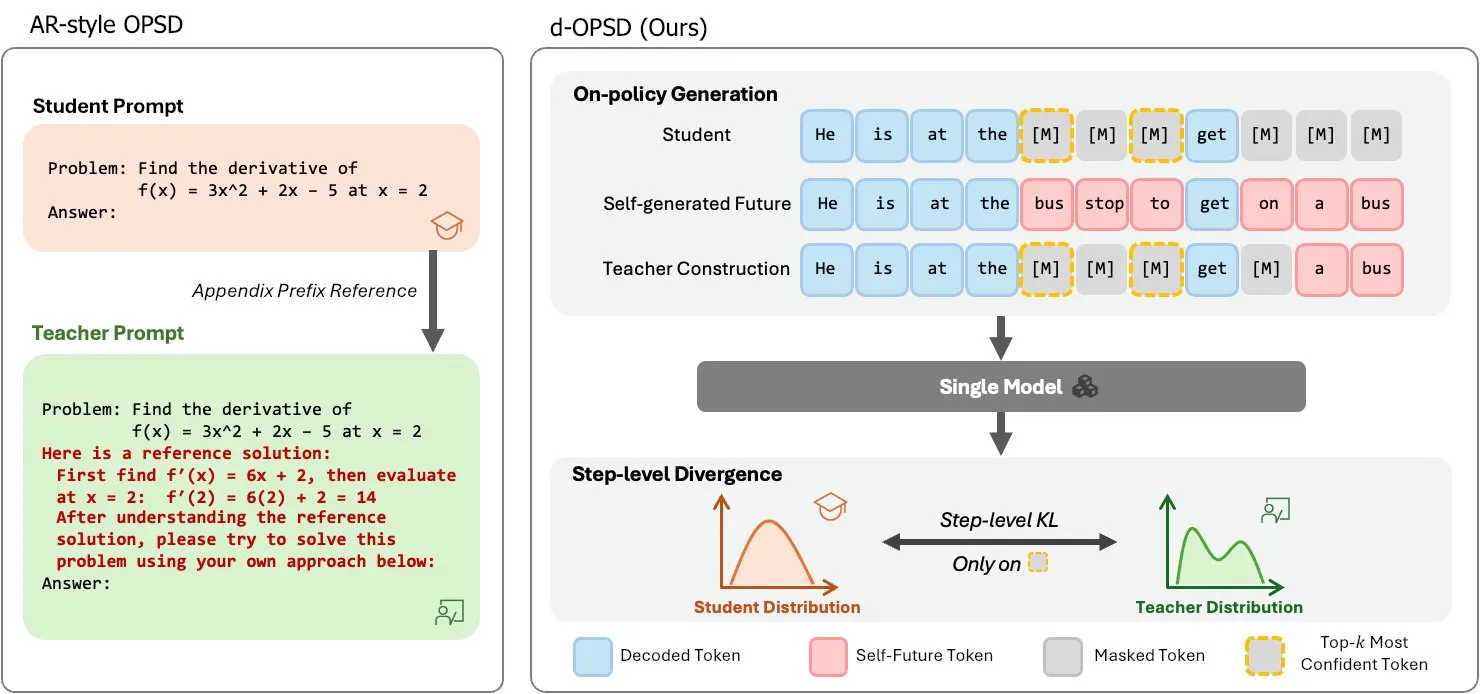 AR-style OPSD
Student Prompt
Problem: Find the derivative of
f(x) = 3x^2 + 2x − 5 at x = 2
Answer:
Appendix Prefix Reference
Teacher Prompt
Problem: Find the derivative of
f(x) = 3x^2 + 2x − 5 at x = 2
Here is a reference solution:
First find f′(x) = 6x + 2, then evaluate
at x = 2: f′(2) = 6(2) + 2 = 14
After understanding the reference
solution, please try to solve this
problem using your own approach below:
Answer:
d-OPSD (Ours)
On-policy Generation
Student He is at the [M] [M] [M] get [M] [M] [M]
Self-generated Future He is at the bus stop to get on a bus
Teacher Construction He is at the [M] [M] [M] get [M] a bus
Single Model
Step-level Divergence
Step-level KL
Only on
Student Distribution
Teacher Distribution
Decoded Token
Self-Future Token
Masked Token
Top-k Most
Confident Token